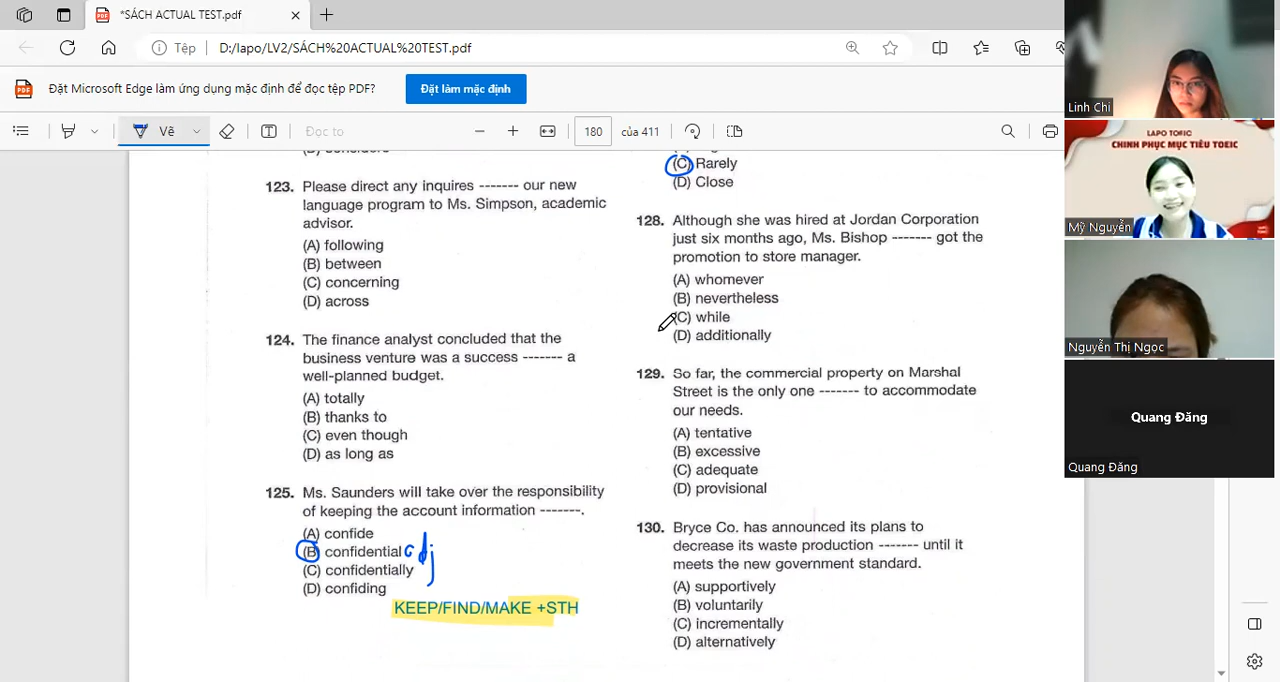 *SÁCH ACTUAL TEST.pdf
Tệp
D:/lapo/LV2/SÁCH%20ACTUAL%20TEST.pdf
Đặt Microsoft Edge làm ứng dụng mặc định để đọc tệp PDF?
Đặt làm mặc định
Vẽ
Đọc to
180
của 411
123. Please direct any inquires ------- our new
language program to Ms. Simpson, academic
advisor.
(A) following
(B) between
(C) concerning
(D) across
124. The finance analyst concluded that the
business venture was a success ------- a
well-planned budget.
(A) totally
(B) thanks to
(C) even though
(D) as long as
125. Ms. Saunders will take over the responsibility
of keeping the account information -------.
(A) confide
(B) confidential adj
(C) confidentially
(D) confiding
KEEP/FIND/MAKE +STH
(C) Rarely
(D) Close
128. Although she was hired at Jordan Corporation
just six months ago, Ms. Bishop ------- got the
promotion to store manager.
(A) whomever
(B) nevertheless
(C) while
(D) additionally
129. So far, the commercial property on Marshal
Street is the only one ------- to accommodate
our needs.
(A) tentative
(B) excessive
(C) adequate
(D) provisional
130. Bryce Co. has announced its plans to
decrease its waste production ------- until it
meets the new government standard.
(A) supportively
(B) voluntarily
(C) incrementally
(D) alternatively
Linh Chi
LAPO TOEIC
CHINH PHỤC MỤC TIÊU TOEIC
Mỹ Nguyễn
Nguyễn Thị Ngọc
Quang Đăng
Quang Đăng